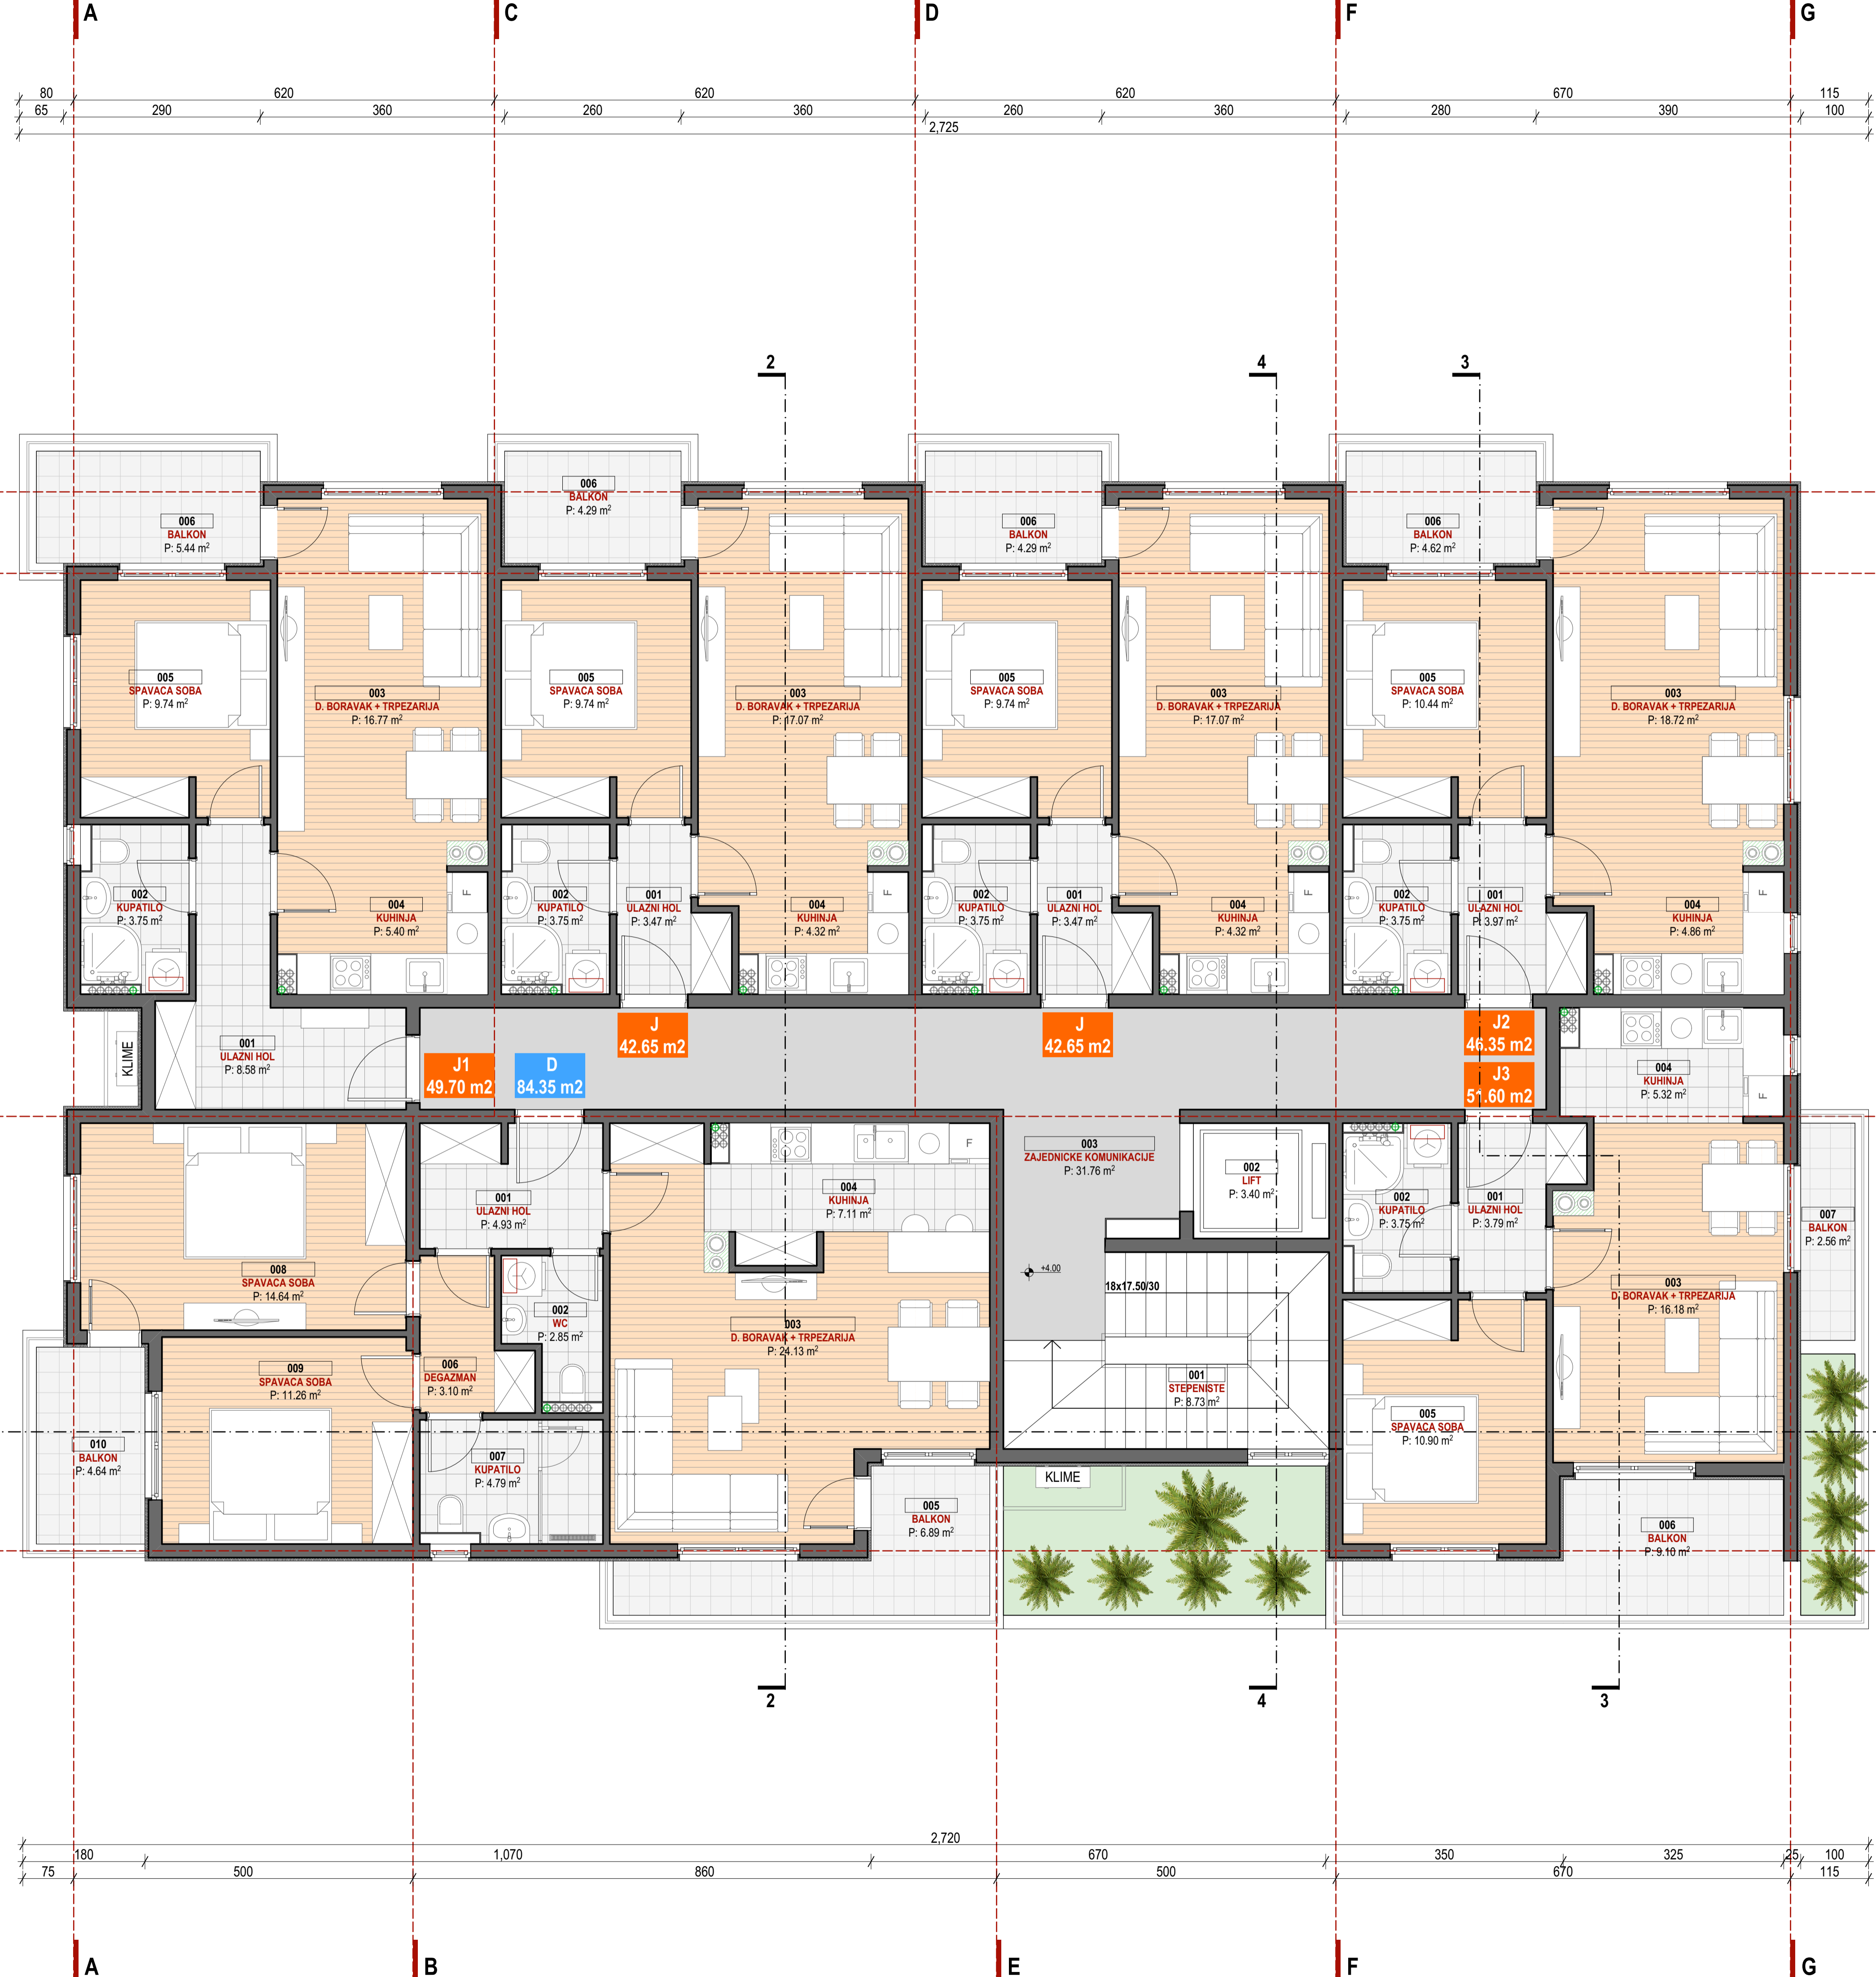 A
C
D
F
G
80
620
620
620
670
115
65
290
360
260
360
260
360
280
390
100
2,725
2
4
3
006
BALKON
P: 5.44 m²
006
BALKON
P: 4.29 m²
006
BALKON
P: 4.29 m²
006
BALKON
P: 4.62 m²
005
SPAVACA SOBA
P: 9.74 m²
003
D. BORAVAK + TRPEZARIJA
P: 16.77 m²
005
SPAVACA SOBA
P: 9.74 m²
003
D. BORAVAK + TRPEZARIJA
P: 17.07 m²
005
SPAVACA SOBA
P: 9.74 m²
003
D. BORAVAK + TRPEZARIJA
P: 17.07 m²
005
SPAVACA SOBA
P: 10.44 m²
003
D. BORAVAK + TRPEZARIJA
P: 18.72 m²
002
KUPATILO
P: 3.75 m²
004
KUHINJA
P: 5.40 m²
F
002
KUPATILO
P: 3.75 m²
001
ULAZNI HOL
P: 3.47 m²
004
KUHINJA
P: 4.32 m²
F
002
KUPATILO
P: 3.75 m²
001
ULAZNI HOL
P: 3.47 m²
004
KUHINJA
P: 4.32 m²
F
002
KUPATILO
P: 3.75 m²
001
ULAZNI HOL
P: 3.97 m²
004
KUHINJA
P: 4.86 m²
F
KLIME
001
ULAZNI HOL
P: 8.58 m²
J1
49.70 m2
D
84.35 m2
J
42.65 m2
J
42.65 m2
J2
46.35 m2
J3
51.60 m2
004
KUHINJA
P: 5.32 m²
F
008
SPAVACA SOBA
P: 14.64 m²
001
ULAZNI HOL
P: 4.93 m²
004
KUHINJA
P: 7.11 m²
F
003
ZAJEDNICKE KOMUNIKACIJE
P: 31.76 m²
002
LIFT
P: 3.40 m²
002
KUPATILO
P: 3.75 m²
001
ULAZNI HOL
P: 3.79 m²
007
BALKON
P: 2.56 m²
+4.00
18x17.50/30
003
D. BORAVAK + TRPEZARIJA
P: 16.18 m²
002
WC
P: 2.85 m²
003
D. BORAVAK + TRPEZARIJA
P: 24.13 m²
009
SPAVACA SOBA
P: 11.26 m²
006
DEGAZMAN
P: 3.10 m²
001
STEPENISTE
P: 8.73 m²
005
SPAVACA SOBA
P: 10.90 m²
010
BALKON
P: 4.64 m²
007
KUPATILO
P: 4.79 m²
KLIME
005
BALKON
P: 6.89 m²
006
BALKON
P: 9.10 m²
2
4
3
2,720
180
1,070
670
350
325
25
100
75
500
860
500
670
115
A
B
E
F
G